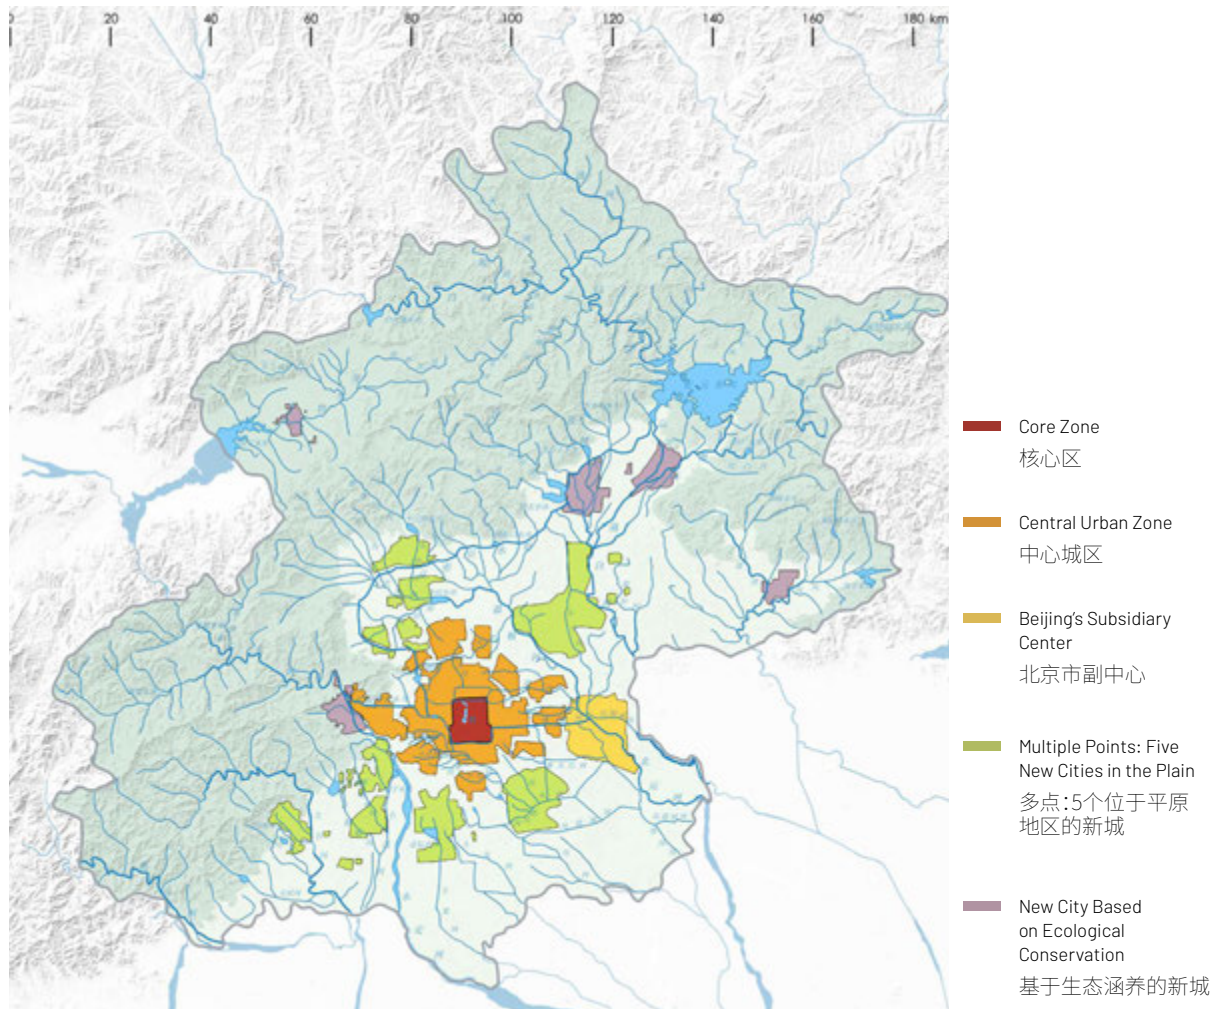 20 40 60 80 100 120 140 160 180 km
Core Zone
核心区
Central Urban Zone
中心城区
Beijing's Subsidiary
Center
北京市副中心
Multiple Points: Five
New Cities in the Plain
多点：5个位于平原
地区的新城
New City Based
on Ecological
Conservation
基于生态涵养的新城